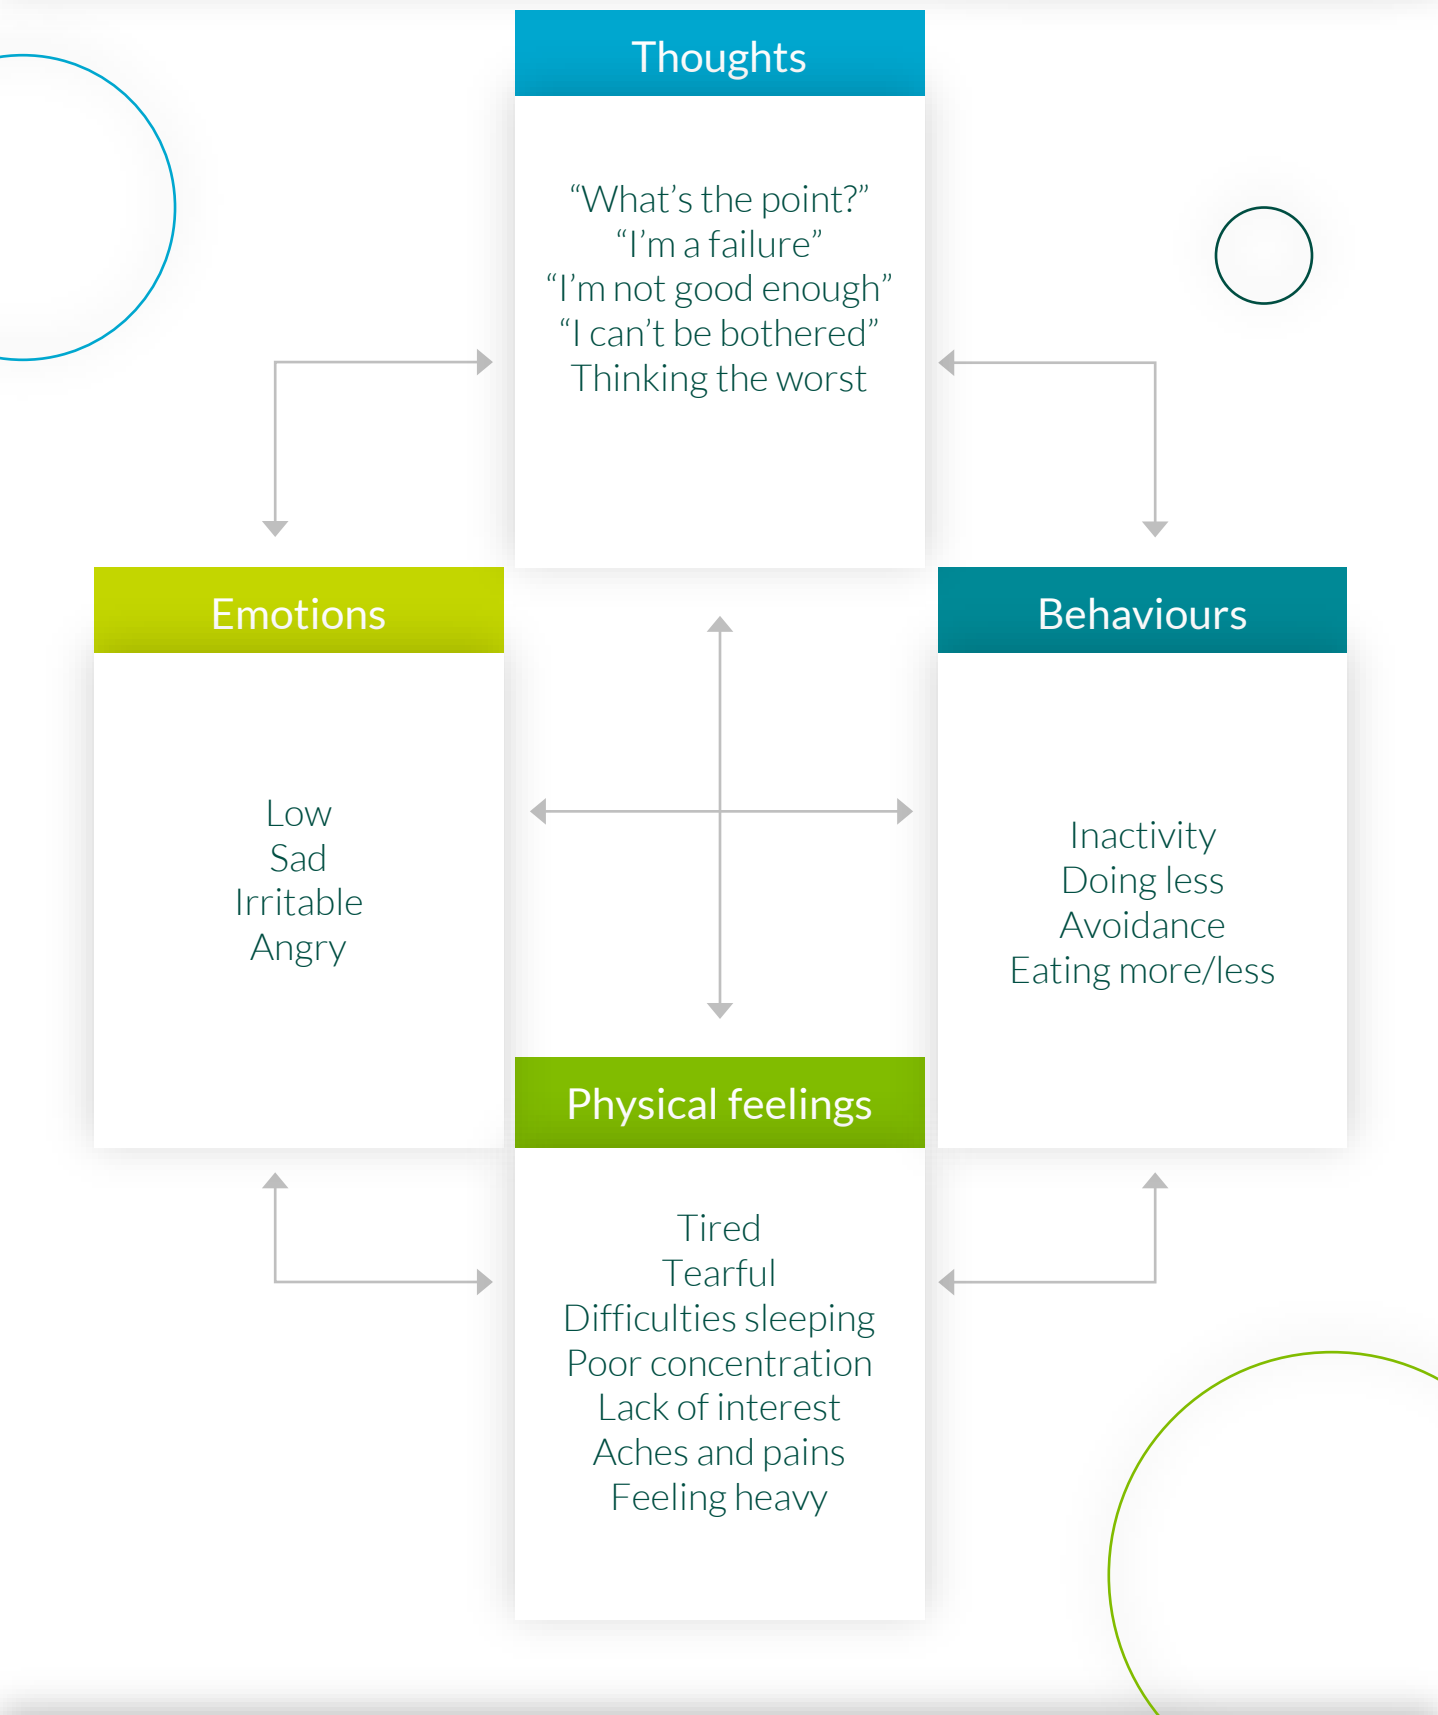 Thoughts
“What’s the point?”
“I’m a failure”
“I’m not good enough”
“I can’t be bothered”
Thinking the worst
Emotions
Low
Sad
Irritable
Angry
Behaviours
Inactivity
Doing less
Avoidance
Eating more/less
Physical feelings
Tired
Tearful
Difficulties sleeping
Poor concentration
Lack of interest
Aches and pains
Feeling heavy